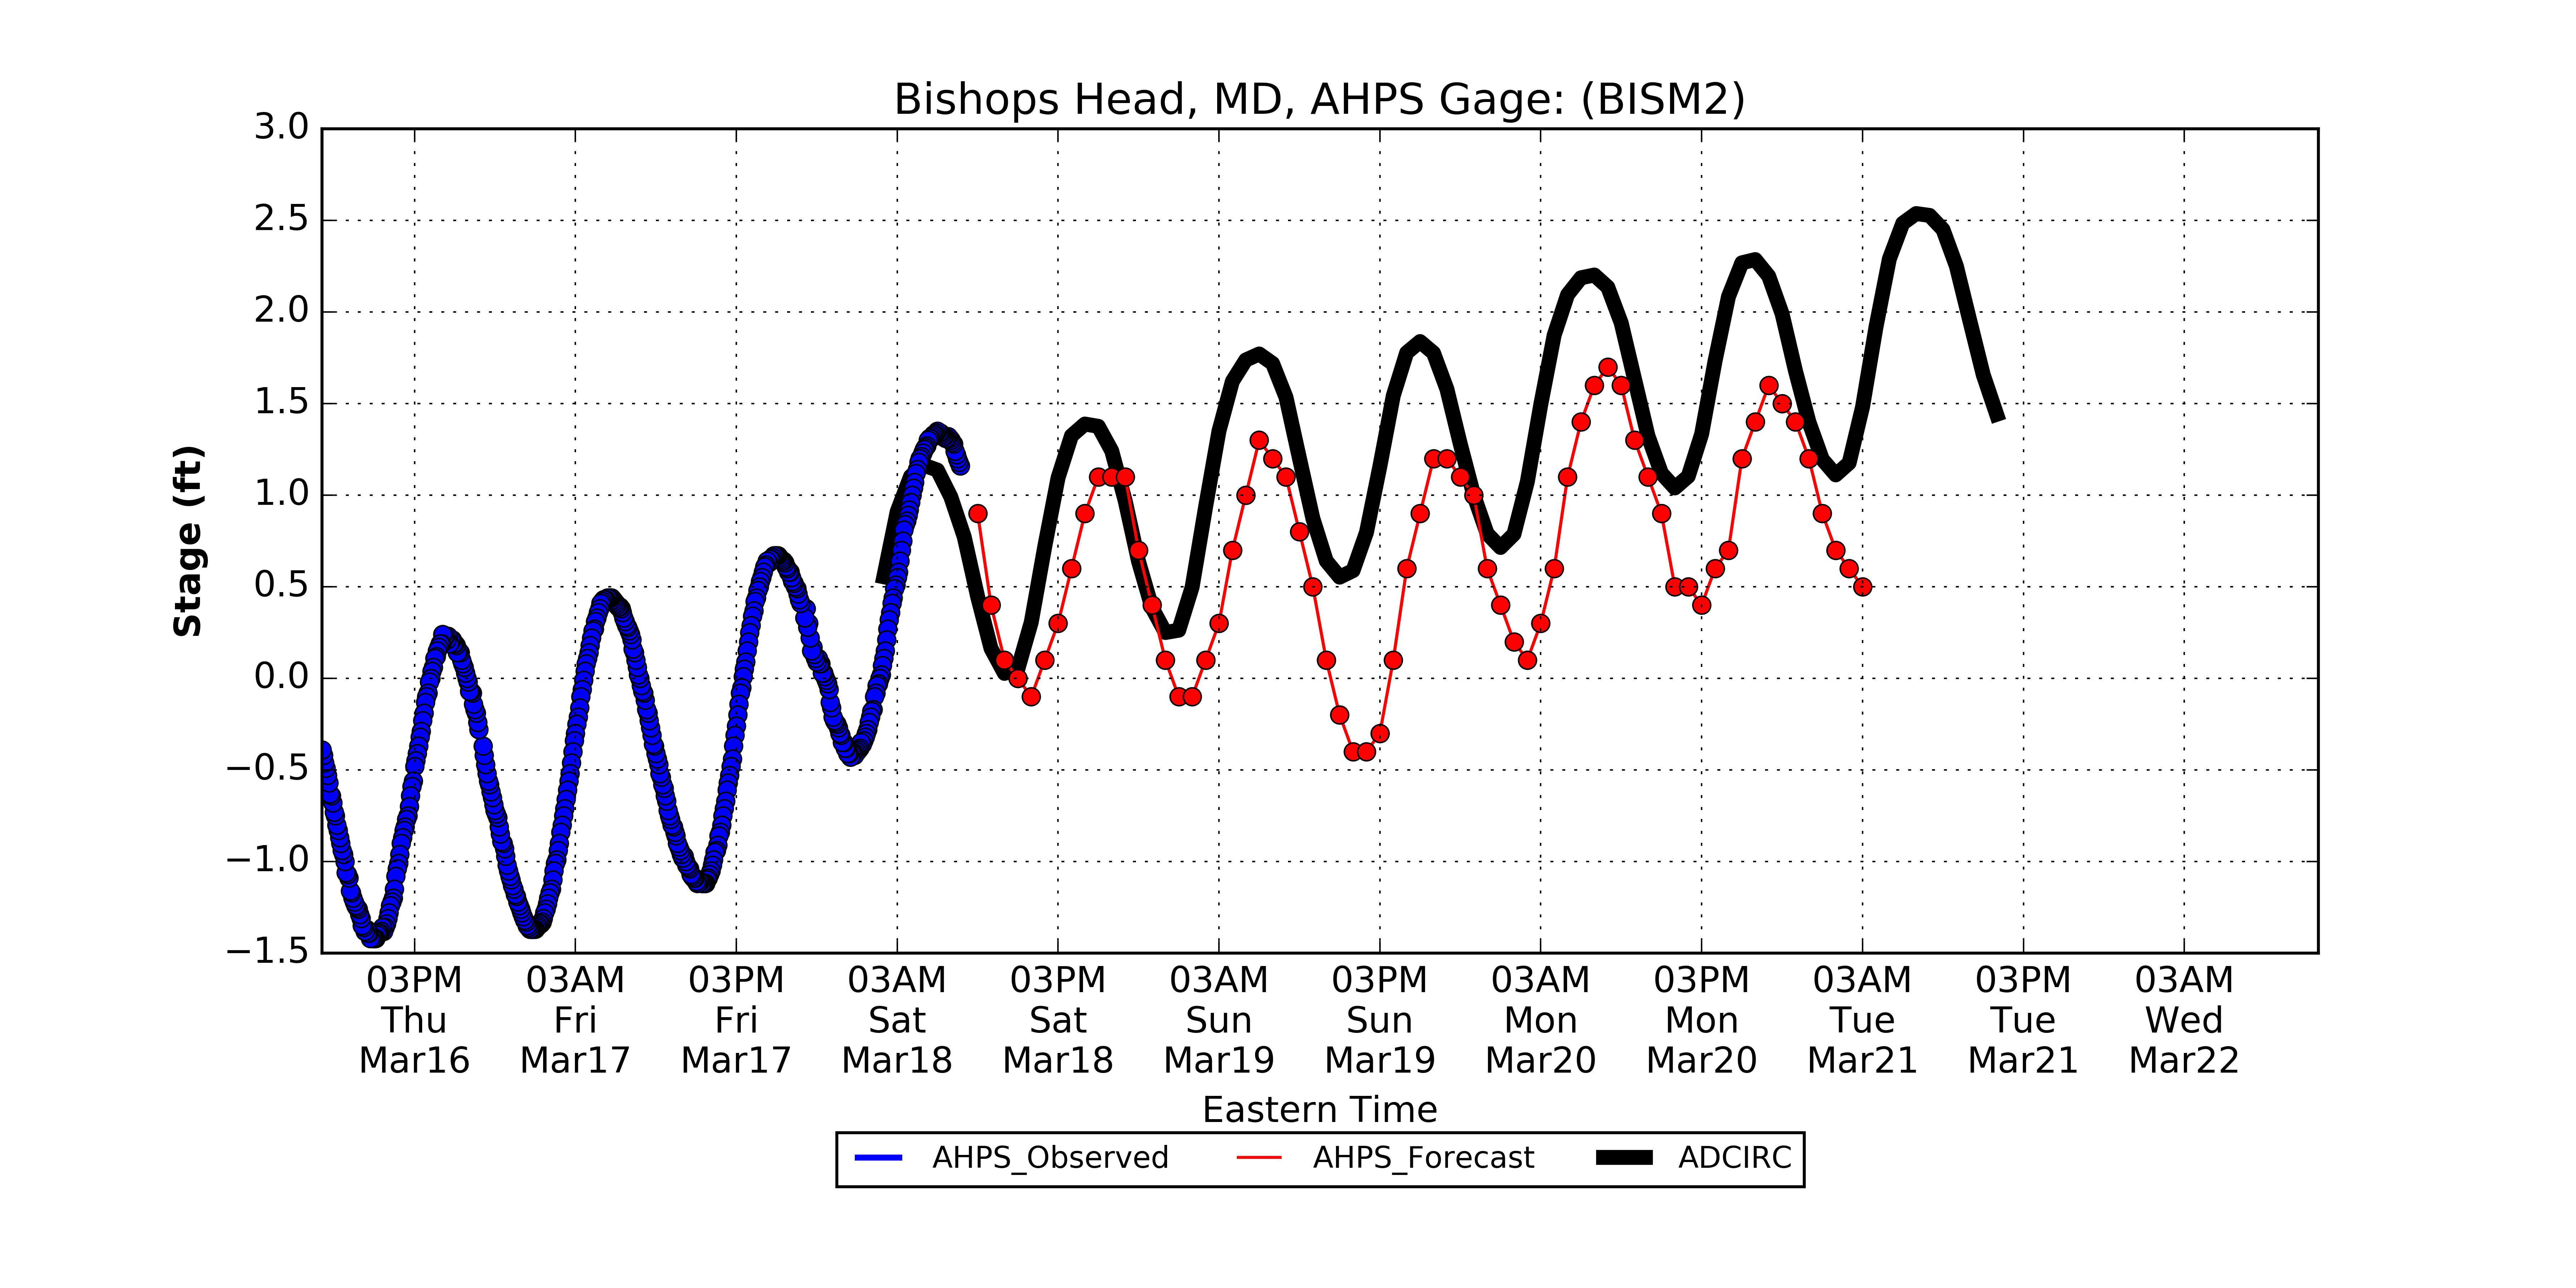 Bishops Head, MD, AHPS Gage: (BISM2)
Stage (ft)
3.0
2.5
2.0
1.5
1.0
0.5
0.0
−0.5
−1.0
−1.5
03PM 03AM 03PM 03AM 03PM 03AM 03PM 03AM 03PM 03AM 03PM 03AM
Thu Fri Fri Sat Sat Sun Sun Mon Mon Tue Tue Wed
Mar16 Mar17 Mar17 Mar18 Mar18 Mar19 Mar19 Mar20 Mar20 Mar21 Mar21 Mar22
Eastern Time
AHPS_Observed AHPS_Forecast ADCIRC